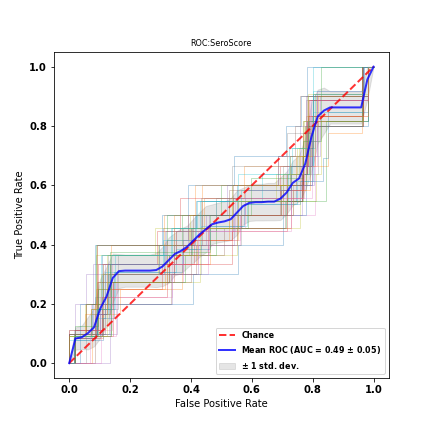 ROC:SeroScore
True Positive Rate
1.0
0.8
0.6
0.4
0.2
0.0
Chance
Mean ROC (AUC = 0.49 ± 0.05)
± 1 std. dev.
0.0 0.2 0.4 0.6 0.8 1.0
False Positive Rate